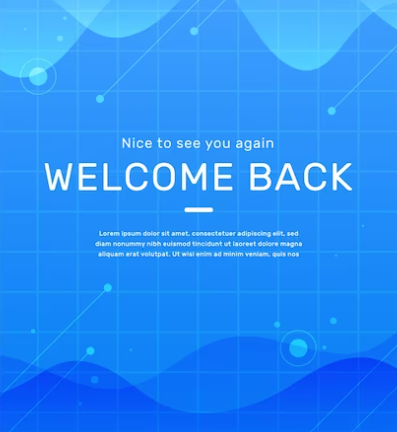 Nice to see you again
WELCOME BACK
Lorem ipsum dolor sit amet, consectetuer adipiscing elit, sed
diam nonummy nibh euismod tincidunt ut laoreet dolore magna
aliquam erat volutpat. Ut wisi enim ad minim veniam, quis nos